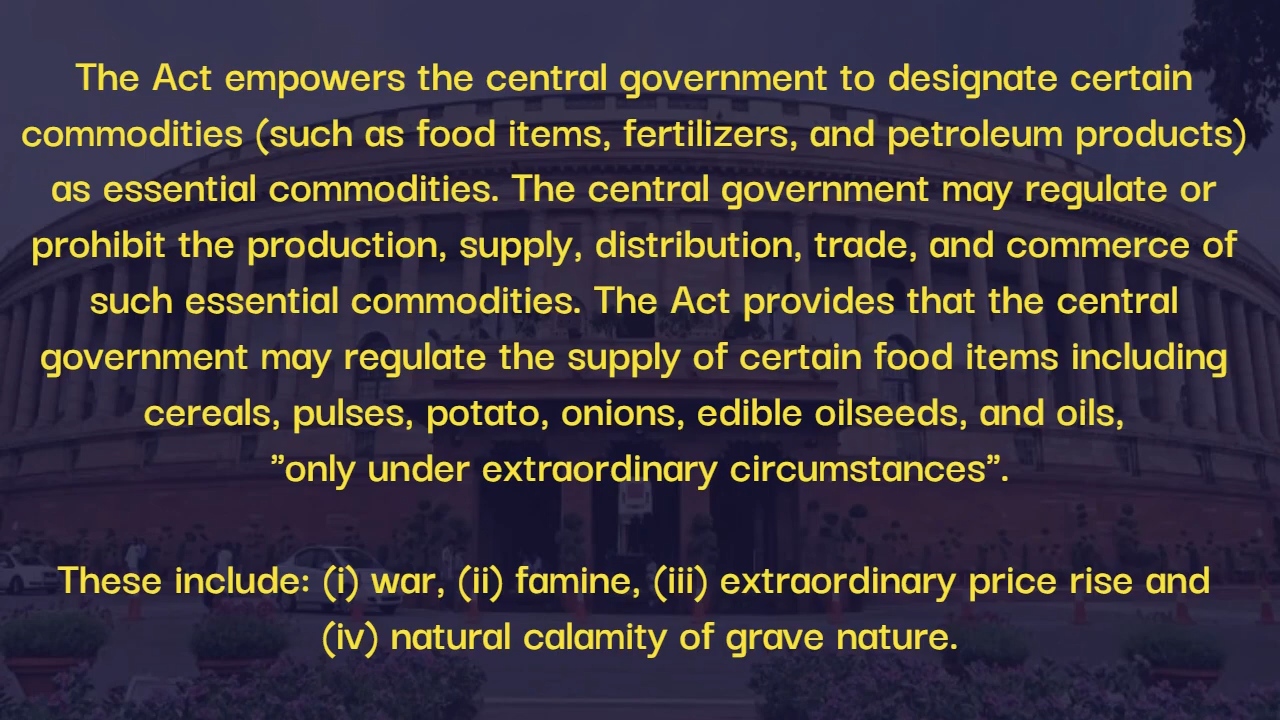 The Act empowers the central government to designate certain
commodities (such as food items, fertilizers, and petroleum products)
as essential commodities. The central government may regulate or
prohibit the production, supply, distribution, trade, and commerce of
such essential commodities. The Act provides that the central
government may regulate the supply of certain food items including
cereals, pulses, potato, onions, edible oilseeds, and oils,
”only under extraordinary circumstances”.
These include: (i) war, (ii) famine, (iii) extraordinary price rise and
(iv) natural calamity of grave nature.